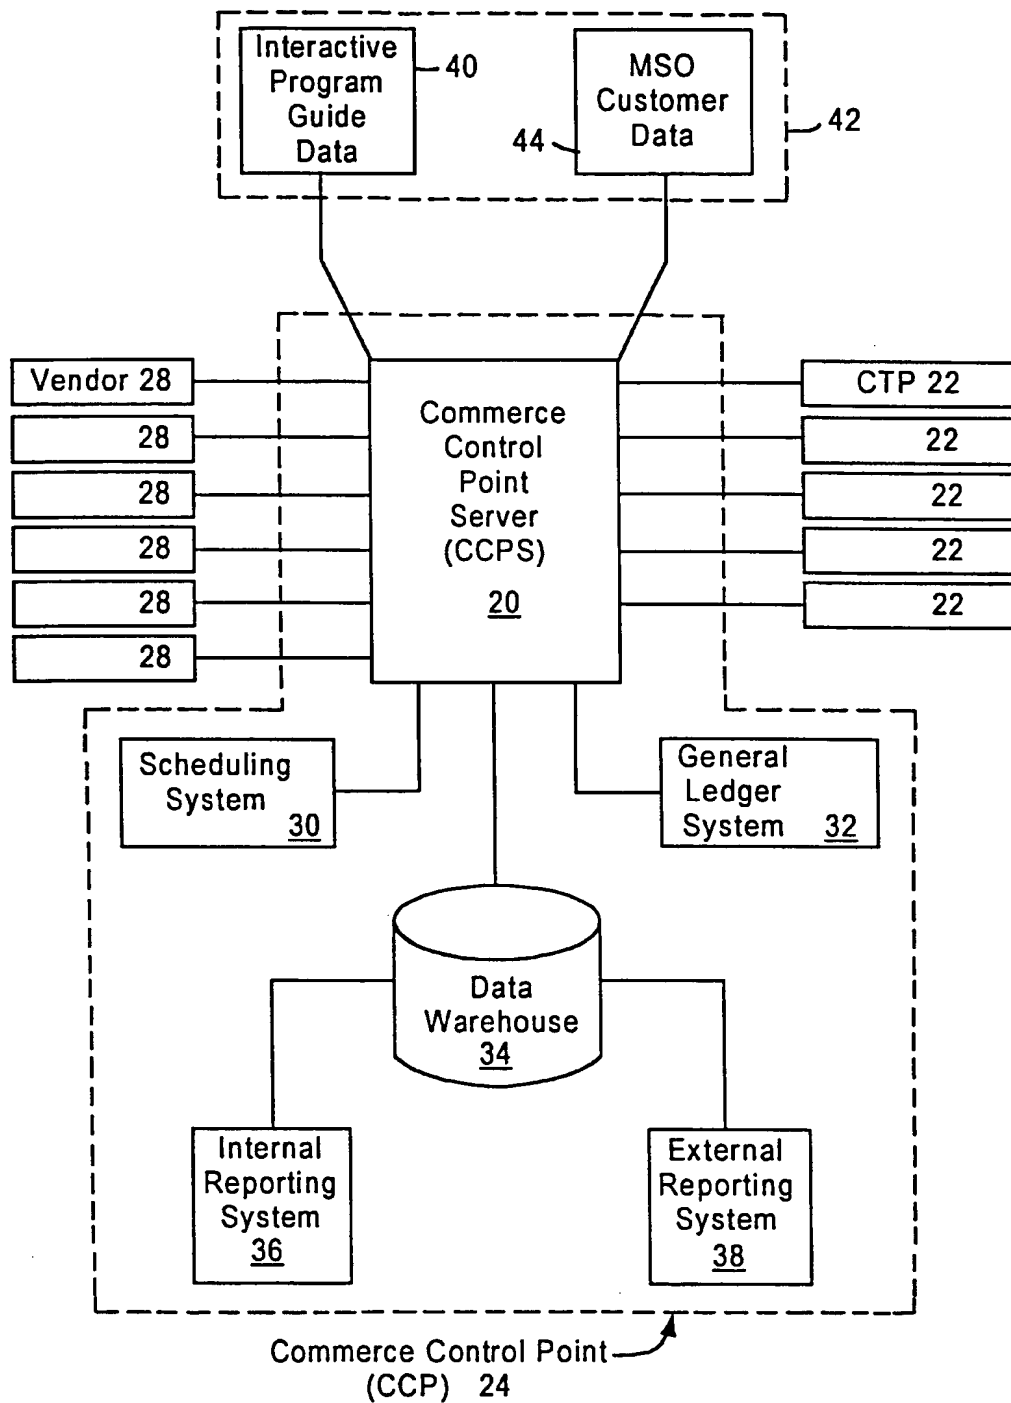 Interactive
Program
Guide
Data
40
MSO
Customer
Data
44
42
Vendor 28
28
28
28
28
28
Commerce
Control
Point
Server
(CCPS)
20
CTP 22
22
22
22
22
Scheduling
System
30
General
Ledger
System 32
Data
Warehouse
34
Internal
Reporting
System
36
External
Reporting
System
38
Commerce Control Point
(CCP) 24